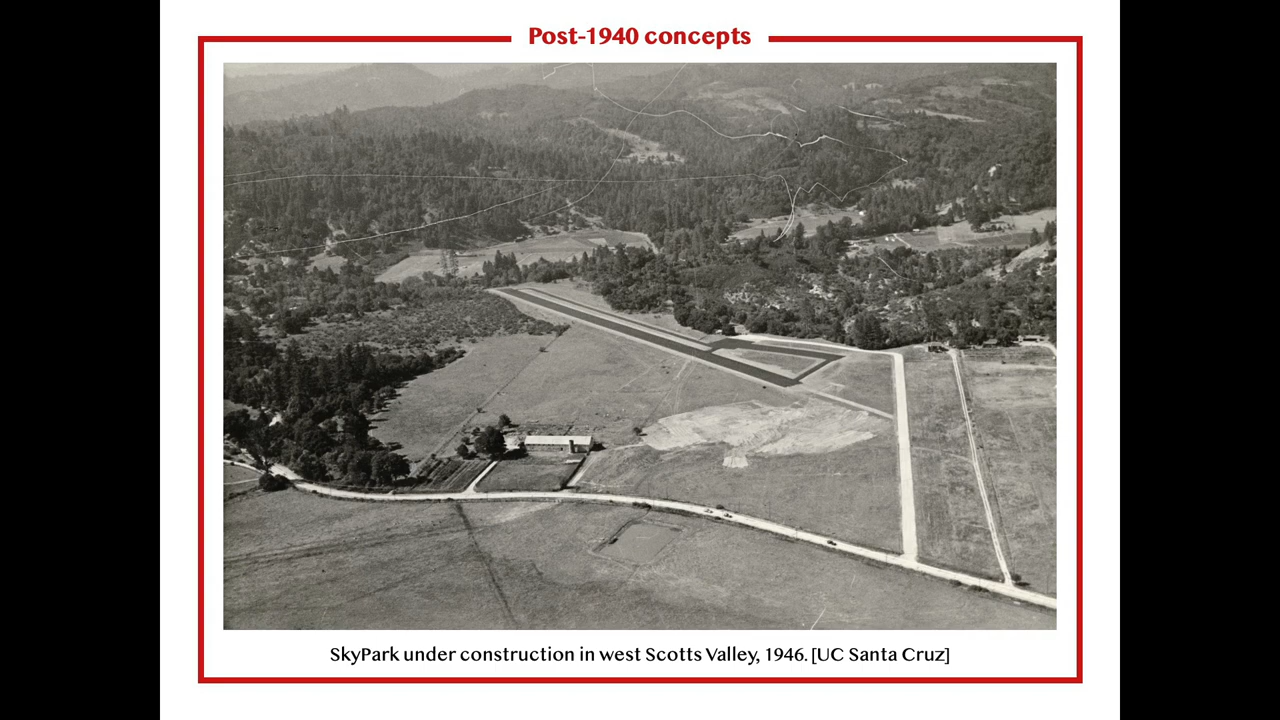 Post-1940 concepts
SkyPark under construction in west Scotts Valley, 1946. [UC Santa Cruz]